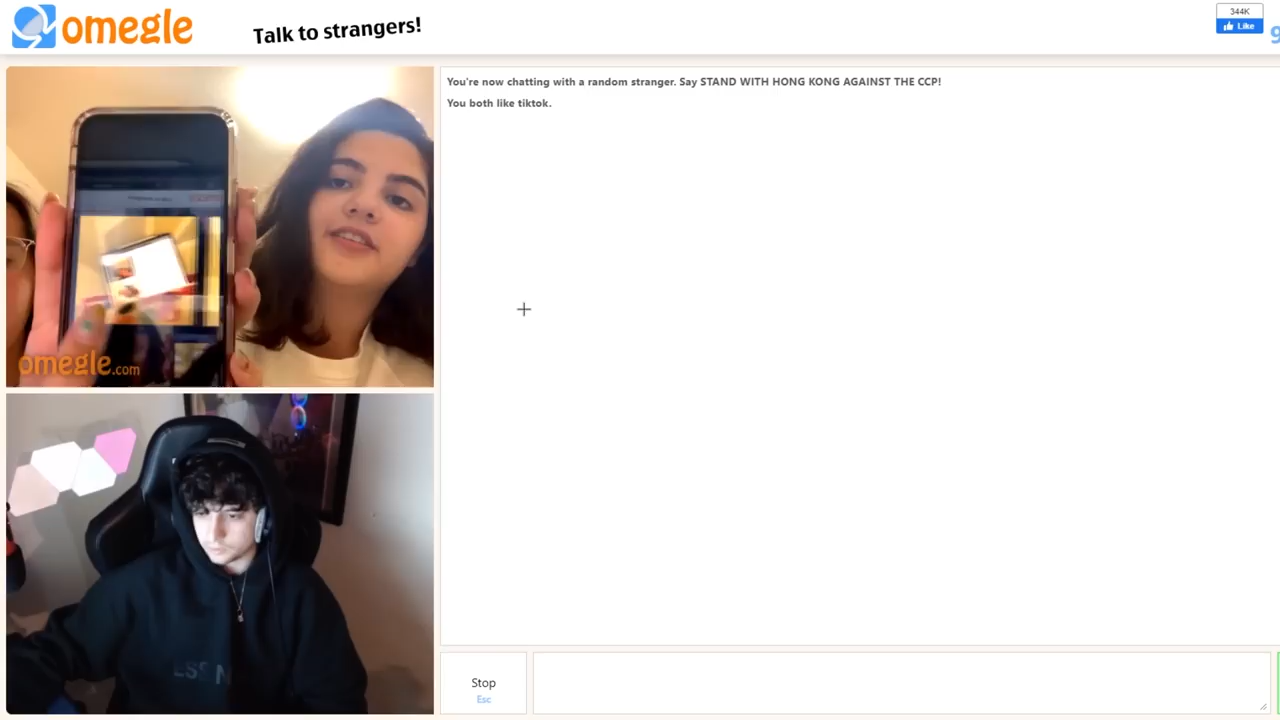 omegle
Talk to strangers!
344K
Like
You're now chatting with a random stranger. Say STAND WITH HONG KONG AGAINST THE CCP!
You both like tiktok.
omegle.com
Stop
Esc